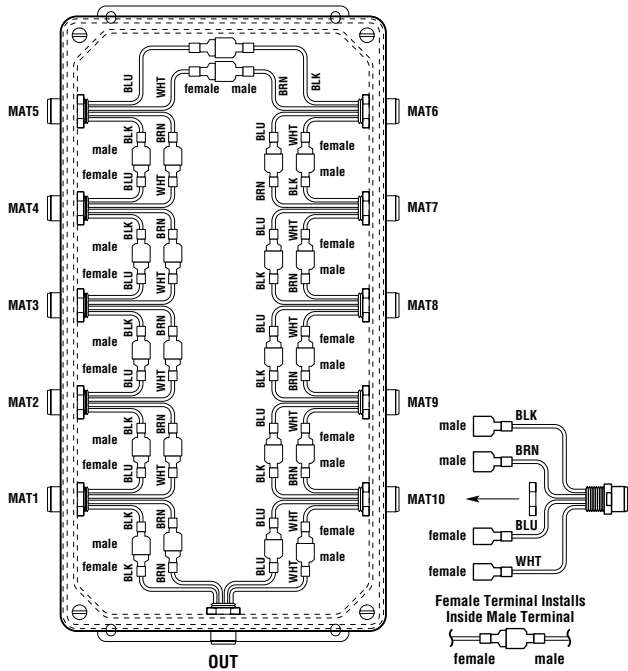 BLU
WHT
female
male
BRN
BLK
MAT5
MAT6
BLK
BRN
male
female
BLU
WHT
BLU
WHT
female
male
BRN
BLK
MAT4
MAT7
BLK
BRN
male
female
BLU
WHT
BLU
WHT
female
male
BLK
BRN
MAT3
MAT8
BLK
BRN
male
female
BLU
WHT
BLU
WHT
female
male
BLK
BRN
MAT2
MAT9
BLK
BRN
male
female
BLU
WHT
BLU
WHT
female
male
BLK
BRN
MAT1
MAT10
BLK
BRN
male
female
BLK
BRN
BLU
WHT
female
male
BLU
WHT
OUT
male
BLK
male
BRN
female
BLU
female
WHT
Female Terminal Installs
Inside Male Terminal
female
male